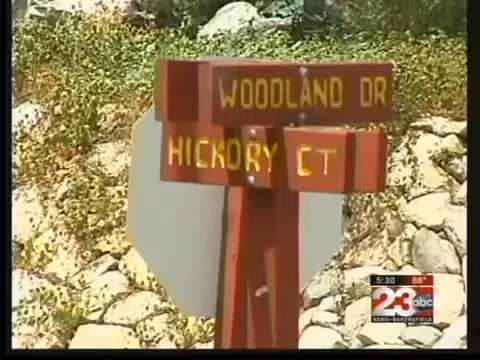 WOODLAND DR
HICKORY CT
5:30 88°
23 abc
KERO-BAKERSFIELD